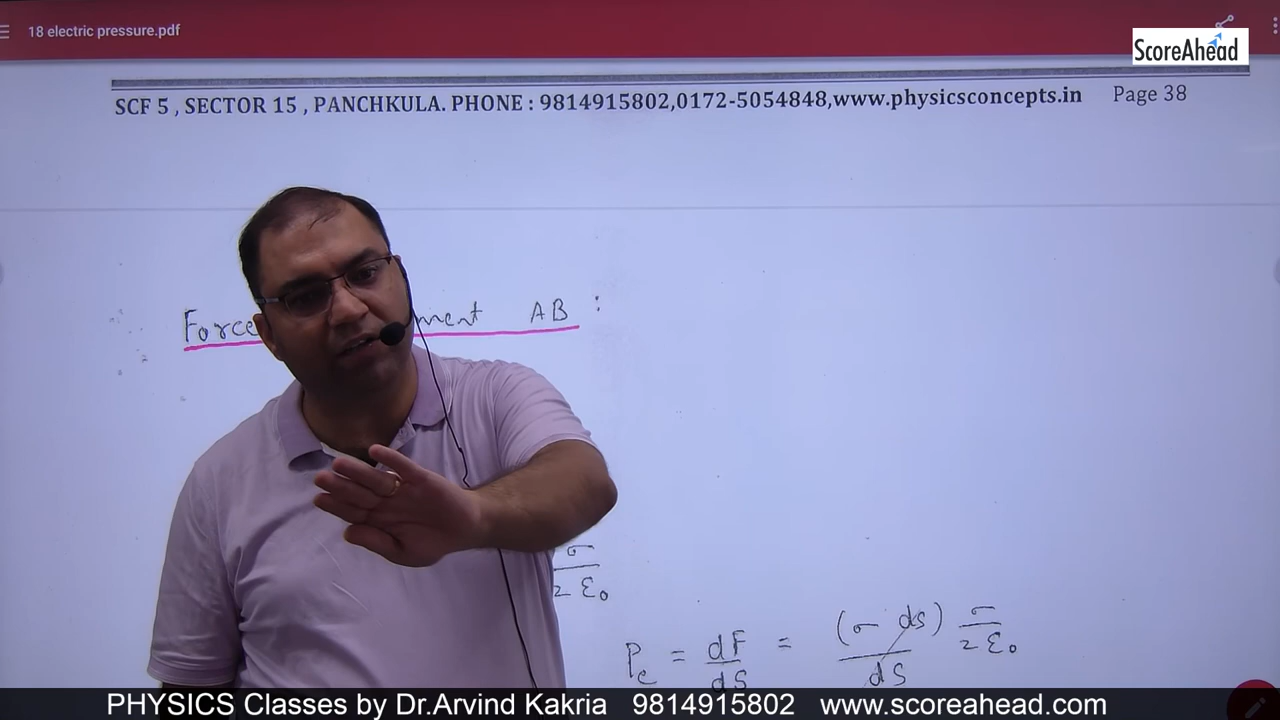 18 electric pressure.pdf
ScoreAhead
SCF 5 , SECTOR 15 , PANCHKULA. PHONE : 9814915802,0172-5054848,www.physicsconcepts.in Page 38
Force ment AB :
σ
2 ε₀
Pe = dF/dS = (σ ds)/dS σ/2 ε₀
PHYSICS Classes by Dr.Arvind Kakria 9814915802 www.scoreahead.com